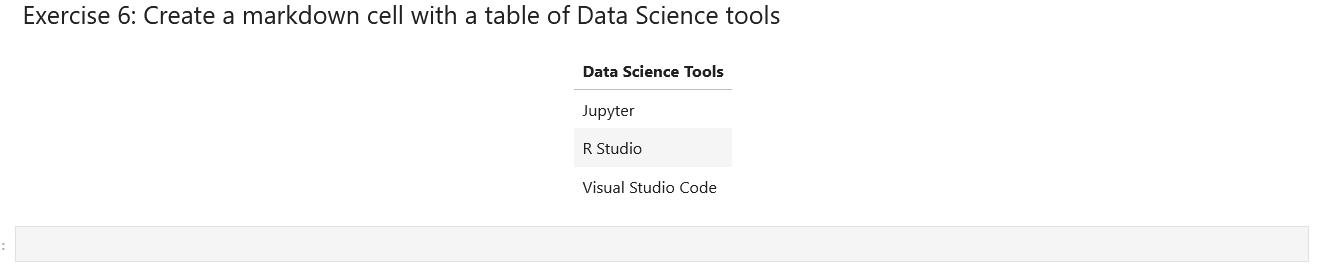 Exercise 6: Create a markdown cell with a table of Data Science tools
Data Science Tools
Jupyter
R Studio
Visual Studio Code
: